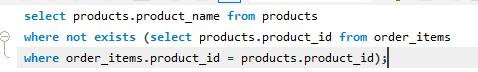 select products.product_name from products
where not exists (select products.product_id from order_items
where order_items.product_id = products.product_id);